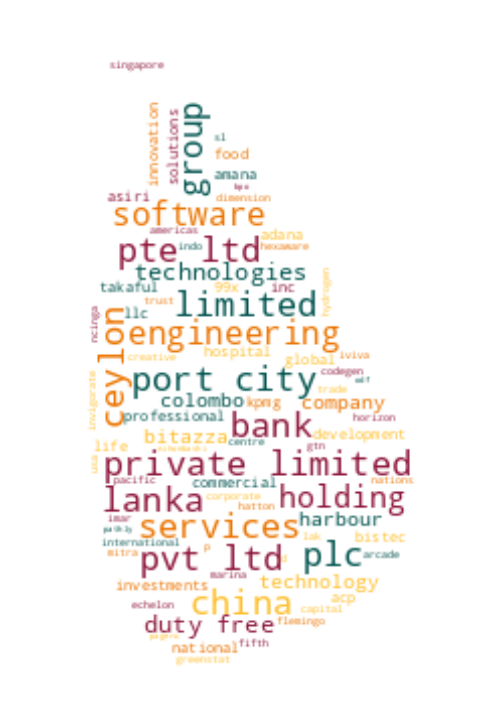 singapore
innovation
solutions
group
sl
food
amana
bpo
asiri
dimension
software
americas
adana
pte ltd
indo
hexaware
technologies
takaful
99x
inc
hydrogen
trust
limited
llc
ncinga
engineering
ceylon
creative
hospital
global
iviva
port city
codegen
invigorate
trade
colombo
kpmg
company
professional
bank
horizon
bitazza
development
life
centre
gtn
usa
private limited
pacific
commercial
nations
lanka
corporate
holding
hatton
imar
services
harbour
international
lak
bistec
mitra
p
pvt ltd
d
plc
arcade
marina
investments
technology
china
acp
echelon
capital
duty free
flemingo
national
fifth
greenstat